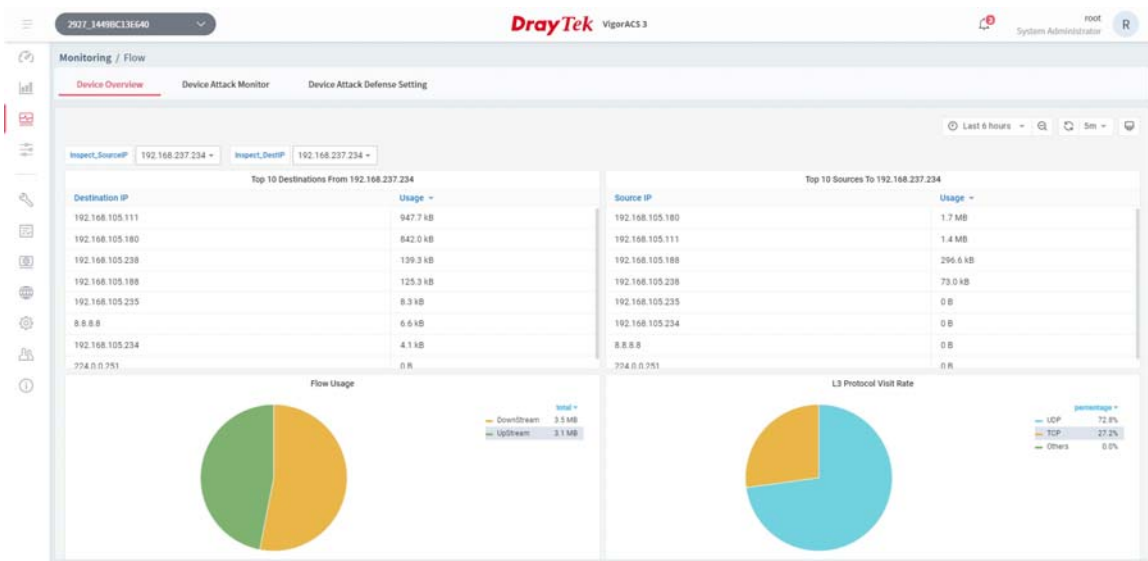 2927_14498C13E640
DrayTek VigorACS 3
3
root
System Administrator
R
Monitoring / Flow
Device Overview
Device Attack Monitor
Device Attack Defense Setting
Last 6 hours
5m
Inspect_SourceIP 192.168.237.234
Inspect_DestIP 192.168.237.234
Top 10 Destinations From 192.168.237.234
Destination IP Usage
192.168.105.111 947.7 kB
192.168.105.180 842.0 kB
192.168.105.238 139.3 kB
192.168.105.188 125.3 kB
192.168.105.235 8.3 kB
8.8.8.8 6.6 kB
192.168.105.234 4.1 kB
224.0.0.251 0 B
Top 10 Sources To 192.168.237.234
Source IP Usage
192.168.105.180 1.7 MB
192.168.105.111 1.4 MB
192.168.105.188 296.6 kB
192.168.105.238 73.0 kB
192.168.105.235 0 B
192.168.105.234 0 B
8.8.8.8 0 B
224.0.0.251 0 B
Flow Usage
total
DownStream 3.5 MB
UpStream 3.1 MB
L3 Protocol Visit Rate
percentage
UDP 72.8%
TCP 27.2%
Others 0.0%